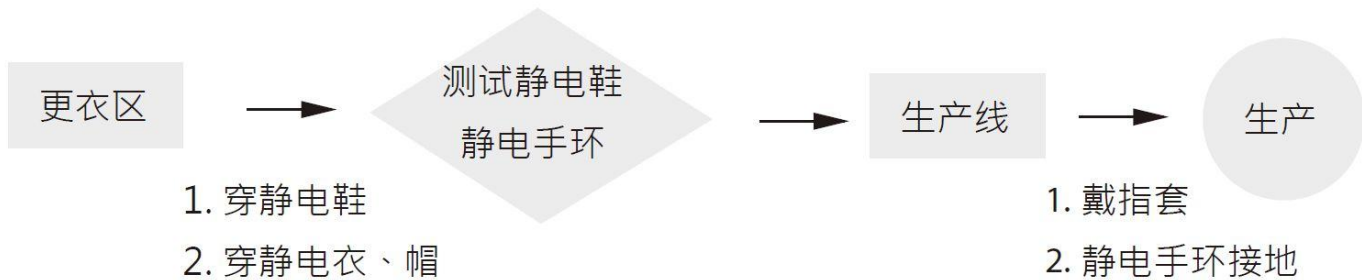 更衣区
测试静电鞋
静电手环
生产线
生产
1. 穿静电鞋
2. 穿静电衣、帽
1. 戴指套
2. 静电手环接地